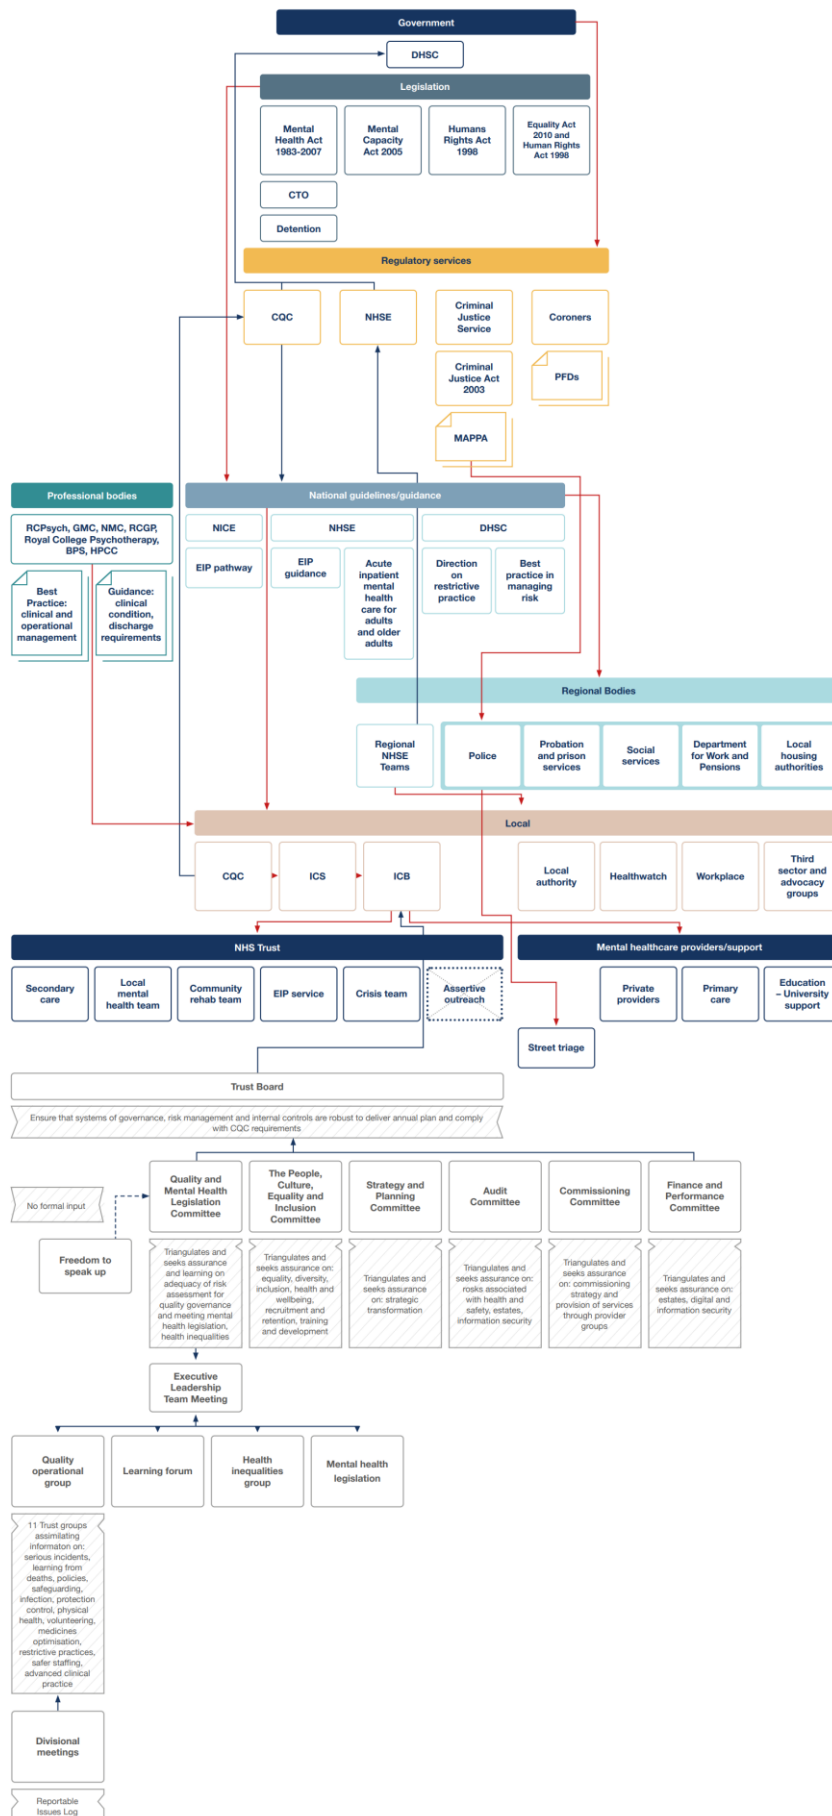 Government
DHSC
Legislation
Mental
Health Act
1983-2007
Mental
Capacity
Act 2005
Humans
Rights Act
1998
Equality Act
2010 and
Human Rights
Act 1998
CTO
Detention
Regulatory services
CQC
NHSE
Criminal
Justice
Service
Coroners
Criminal
Justice Act
2003
PFDs
MAPPA
Professional bodies
National guidelines/guidance
RCPsych, GMC, NMC, RCGP,
Royal College Psychotherapy,
BPS, HPCC
NICE
NHSE
DHSC
EIP pathway
EIP
guidance
Acute
inpatient
mental
health
care for
adults
and older
adults
Direction
on
restrictive
practice
Best
practice in
managing
risk
Best
Practice:
clinical and
operational
management
Guidance:
clinical
condition,
discharge
requirements
Regional Bodies
Regional
NHSE
Teams
Police
Probation
and prison
services
Social
services
Department
for Work and
Pensions
Local
housing
authorities
Local
CQC
ICS
ICB
Local
authority
Healthwatch
Workplace
Third
sector and
advocacy
groups
NHS Trust
Mental healthcare providers/support
Secondary
care
Local
mental
health team
Community
rehab team
EIP service
Crisis team
Assertive
outreach
Private
providers
Primary
care
Education
– University
support
Street triage
Trust Board
Ensure that systems of governance, risk management and internal controls are robust to deliver annual plan and comply
with CQC requirements
No formal input
Freedom to
speak up
Quality and
Mental Health
Legislation
Committee
The People,
Culture,
Equality and
Inclusion
Committee
Strategy and
Planning
Committee
Audit
Committee
Commissioning
Committee
Finance and
Performance
Committee
Triangulates and
seeks assurance
and learning on
adequacy of risk
assessment for
quality governance
and meeting mental
health legislation,
health inequalities
Triangulates and
seeks assurance on:
equality, diversity,
inclusion, health and
wellbeing,
recruitment and
retention, training
and development
Triangulates and
seeks assurance
on: strategic
transformation
Triangulates and
seeks assurance on:
rosks associated
with health and
safety, estates,
information security
Triangulates and
seeks assurance
on: commissioning
strategy and
provision of services
through provider
groups
Triangulates and
seeks assurance on:
estates, digital and
information security
Executive
Leadership
Team Meeting
Quality
operational
group
Learning forum
Health
inequalities
group
Mental health
legislation
11 Trust groups
assimilating
informaton on:
serious incidents,
learning from
deaths, policies,
safeguarding,
infection, protection
control, physical
health, volunteering,
medicines
optimisation,
restrictive practices,
safer staffing,
advanced clinical
practice
Divisional
meetings
Reportable
Issues Log